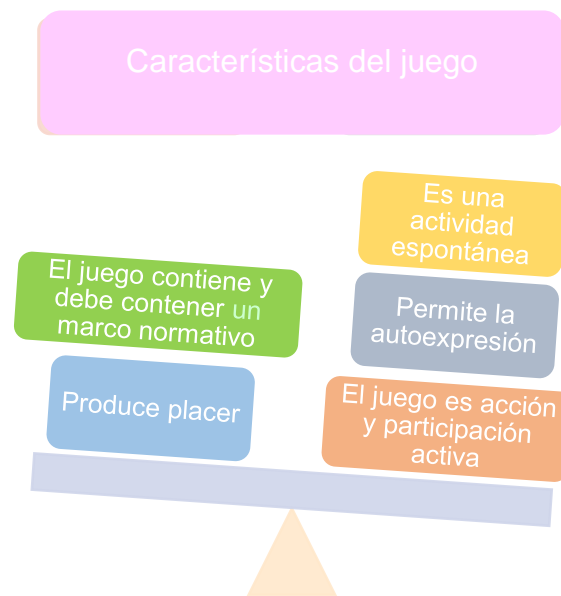 Características del juego
El juego contiene y
debe contener un
marco normativo
Produce placer
Es una
actividad
espontánea
Permite la
autoexpresión
El juego es acción
y participación
activa